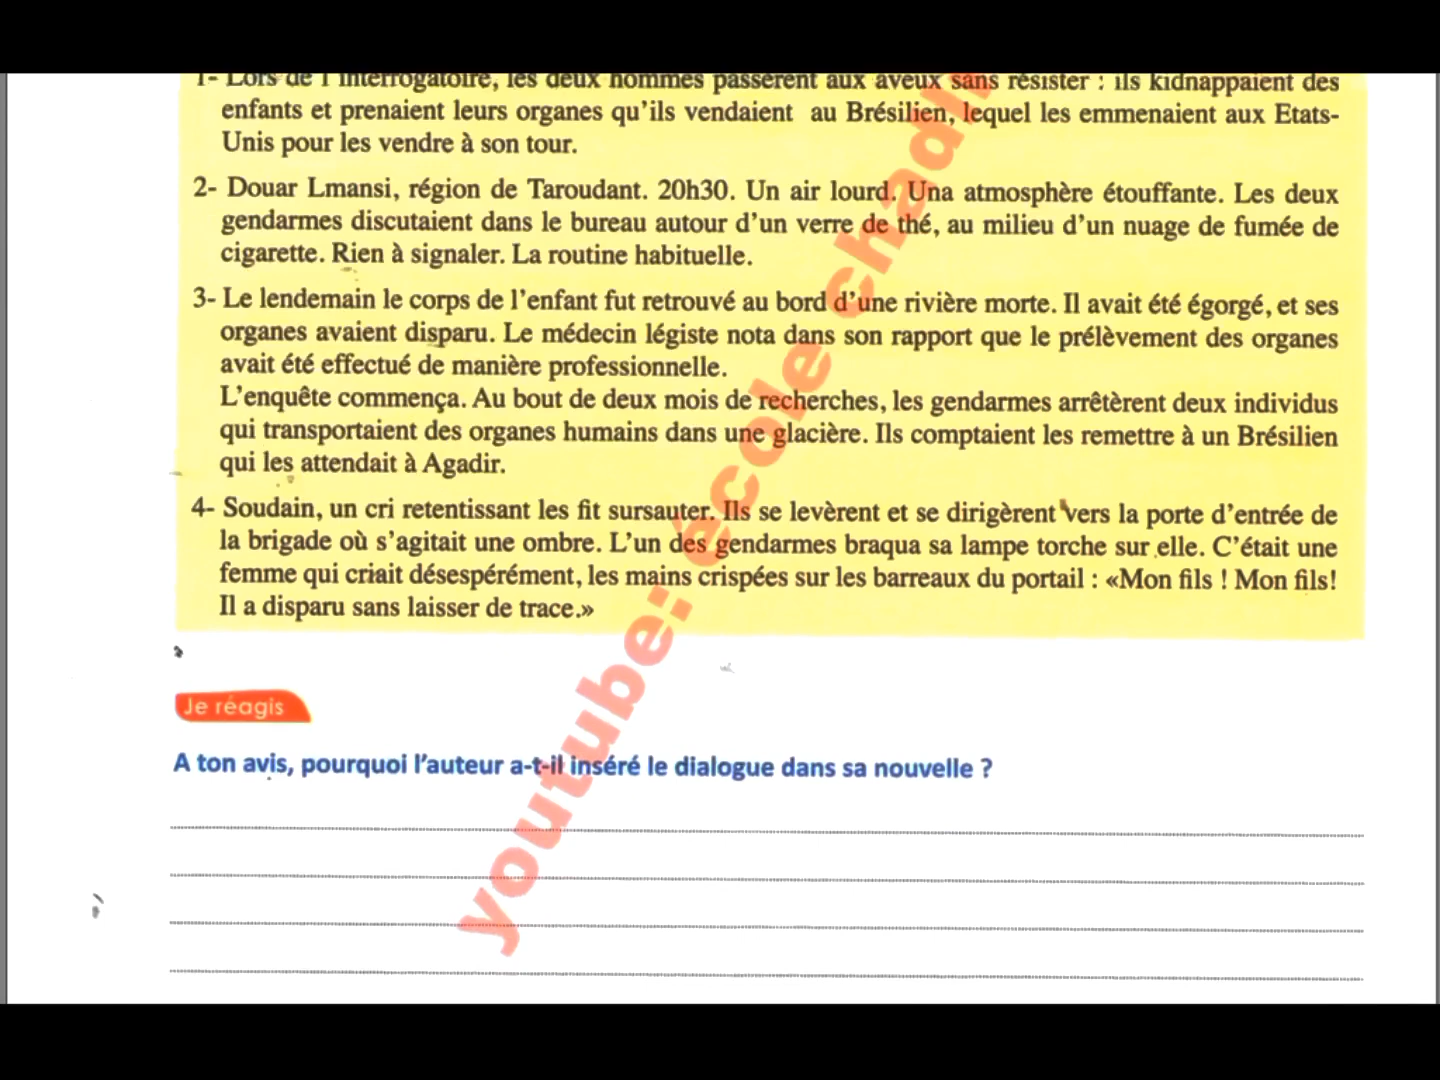 1- Lors de l'interrogatoire, les deux hommes passèrent aux aveux sans résister : ils kidnappaient des
enfants et prenaient leurs organes qu'ils vendaient au Brésilien, lequel les emmenaient aux Etats-
Unis pour les vendre à son tour.
2- Douar Lmansi, région de Taroudant. 20h30. Un air lourd. Una atmosphère étouffante. Les deux
gendarmes discutaient dans le bureau autour d'un verre de thé, au milieu d'un nuage de fumée de
cigarette. Rien à signaler. La routine habituelle.
3- Le lendemain le corps de l'enfant fut retrouvé au bord d'une rivière morte. Il avait été égorgé, et ses
organes avaient disparu. Le médecin légiste nota dans son rapport que le prélèvement des organes
avait été effectué de manière professionnelle.
L'enquête commença. Au bout de deux mois de recherches, les gendarmes arrêtèrent deux individus
qui transportaient des organes humains dans une glacière. Ils comptaient les remettre à un Brésilien
qui les attendait à Agadir.
4- Soudain, un cri retentissant les fit sursauter. Ils se levèrent et se dirigèrent vers la porte d'entrée de
la brigade où s'agitait une ombre. L'un des gendarmes braqua sa lampe torche sur elle. C'était une
femme qui criait désespérément, les mains crispées sur les barreaux du portail : «Mon fils ! Mon fils!
Il a disparu sans laisser de trace.»
Je réagis
A ton avis, pourquoi l'auteur a-t-il inséré le dialogue dans sa nouvelle ?
youtube: école chadli